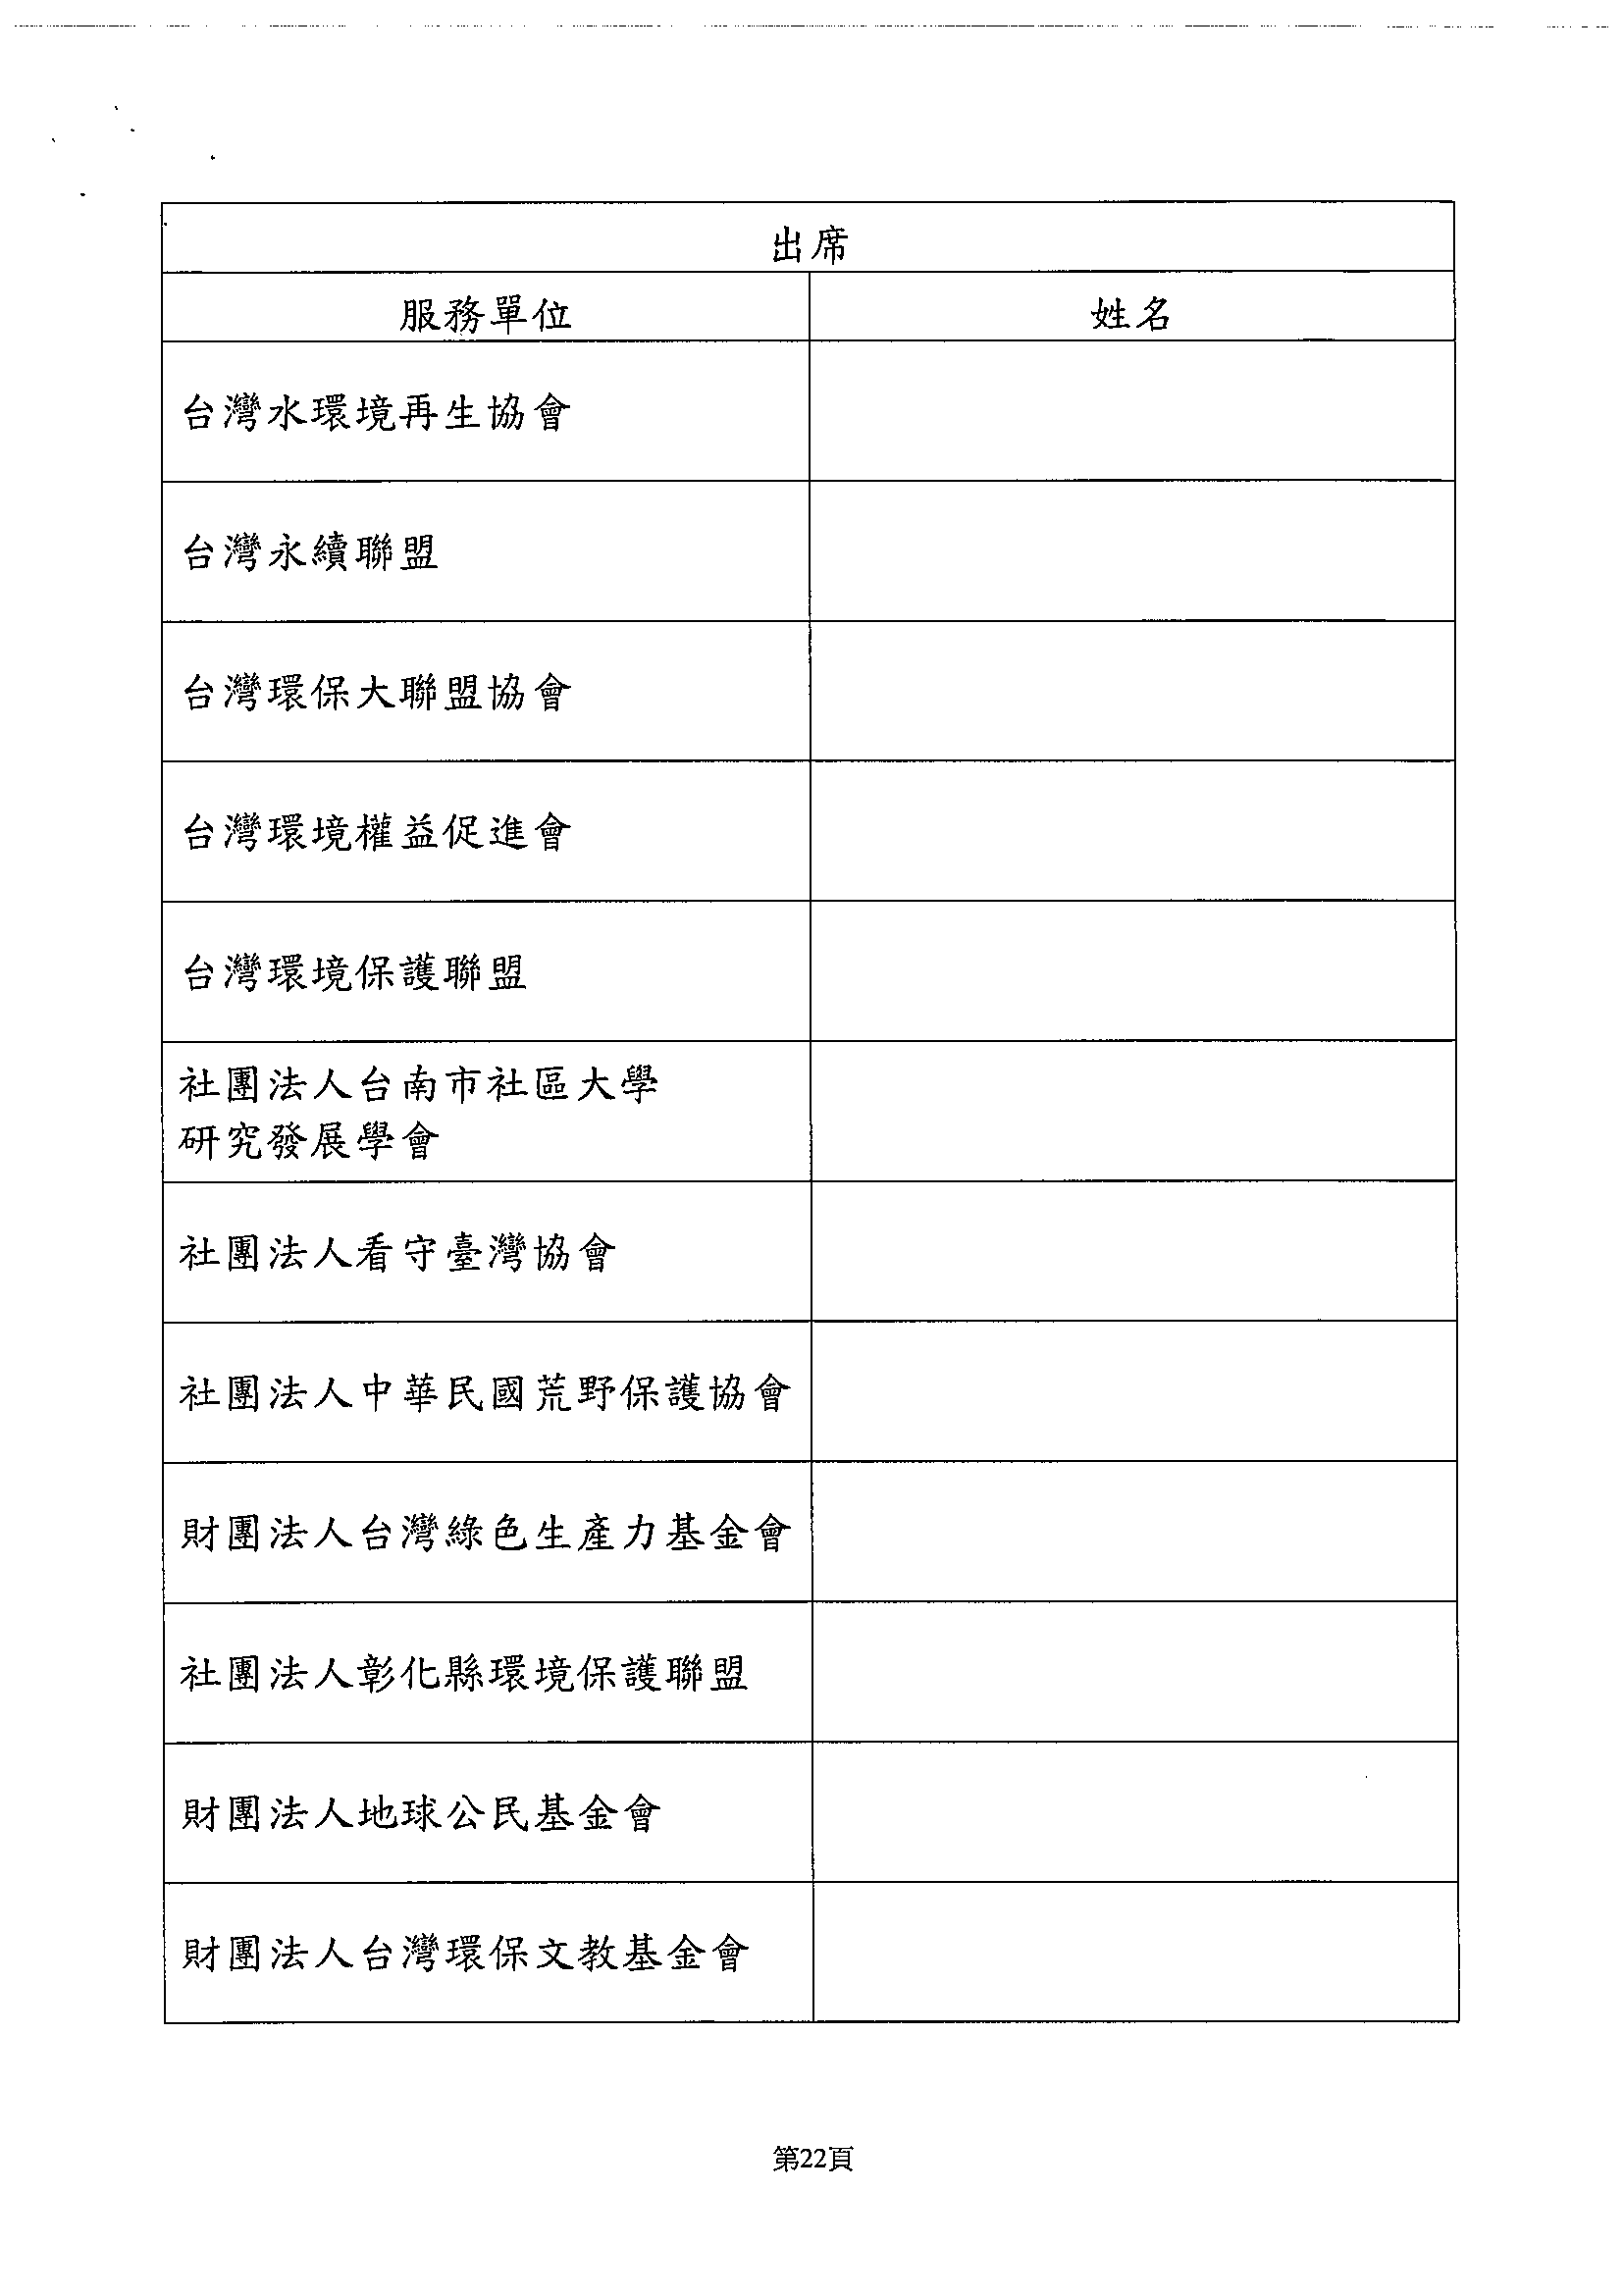 出席
服務單位 姓名
台灣水環境再生協會
台灣永續聯盟
台灣環保大聯盟協會
台灣環境權益促進會
台灣環境保護聯盟
社團法人台南市社區大學
研究發展學會
社團法人看守臺灣協會
社團法人中華民國荒野保護協會
財團法人台灣綠色生產力基金會
社團法人彰化縣環境保護聯盟
財團法人地球公民基金會
財團法人台灣環保文教基金會
第22頁